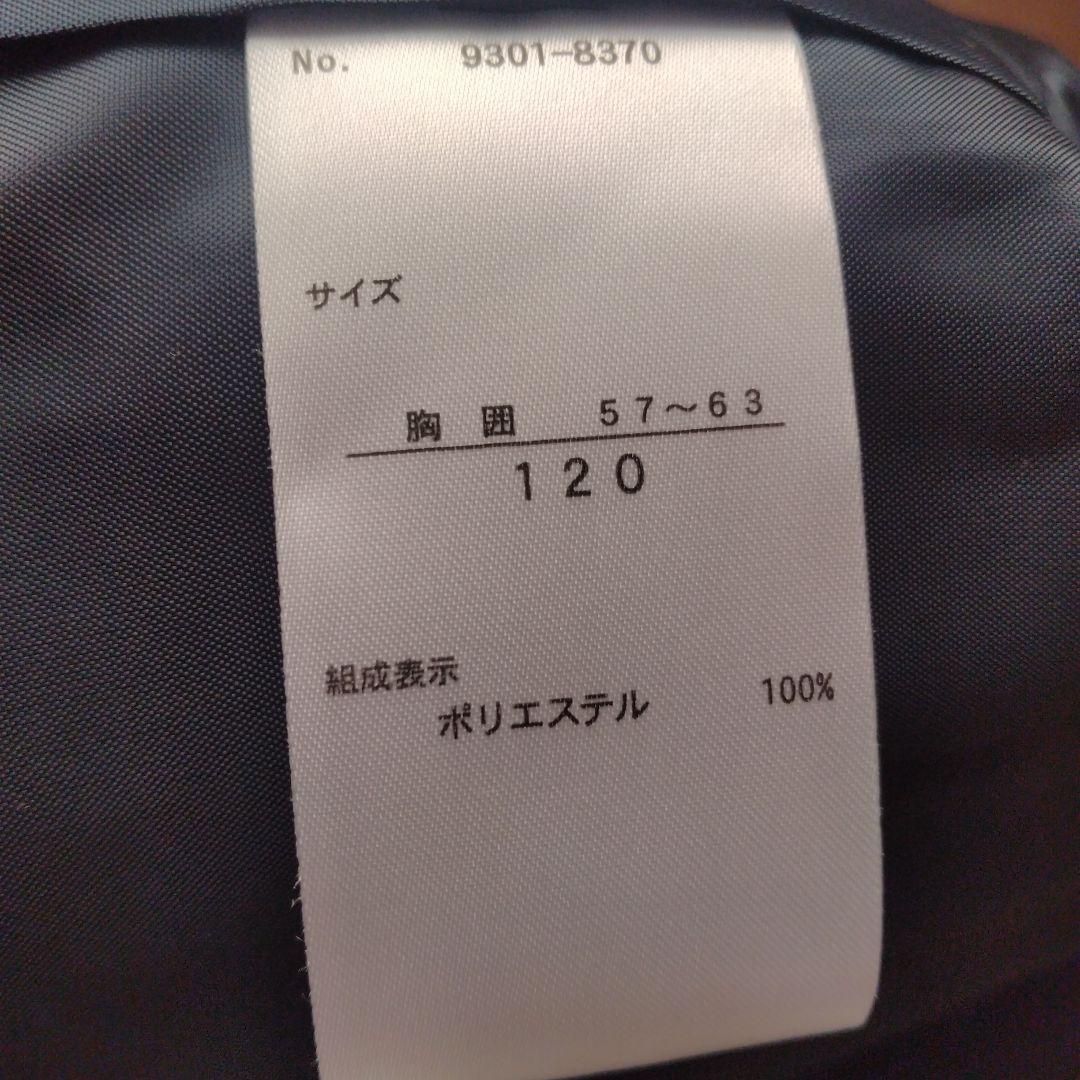 No. 9301-8370
サイズ
胸 囲 57～63
120
組成表示
ポリエステル 100%